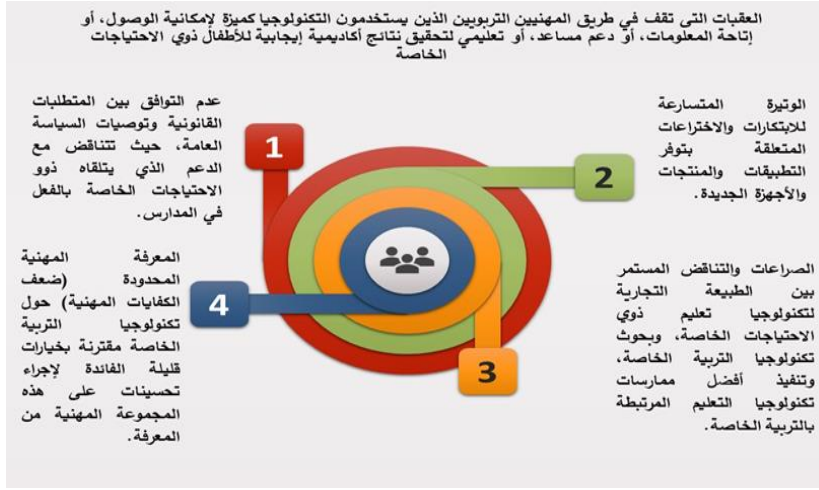 العقبات التي تقف في طريق المهنيين التربويين الذين يستخدمون التكنولوجيا كميزة لإمكانية الوصول، أو
إتاحة المعلومات، أو دعم مساعد، أو تعليمي لتحقيق نتائج أكاديمية إيجابية للأطفال ذوي الاحتياجات
الخاصة
1
عدم التوافق بين المتطلبات
القانونية وتوصيات السياسة
العامة، حيث تتناقض مع
الدعم الذي يتلقاه ذوو
الاحتياجات الخاصة بالفعل
في المدارس.
2
الوتيرة المتسارعة
للابتكارات والاختراعات
المتعلقة بتوفر
التطبيقات والمنتجات
والأجهزة الجديدة.
3
الصراعات والتناقض المستمر
بين الطبيعة التجارية
لتكنولوجيا تعليم ذوي
الاحتياجات الخاصة، وبحوث
تكنولوجيا التربية الخاصة،
وتنفيذ أفضل ممارسات
تكنولوجيا التعليم المرتبطة
بالتربية الخاصة.
4
المعرفة المهنية
المحدودة (ضعف
الكفايات المهنية) حول
تكنولوجيا التربية
الخاصة مقترنة بخيارات
قليلة الفائدة لإجراء
تحسينات على هذه
المجموعة المهنية من
المعرفة.